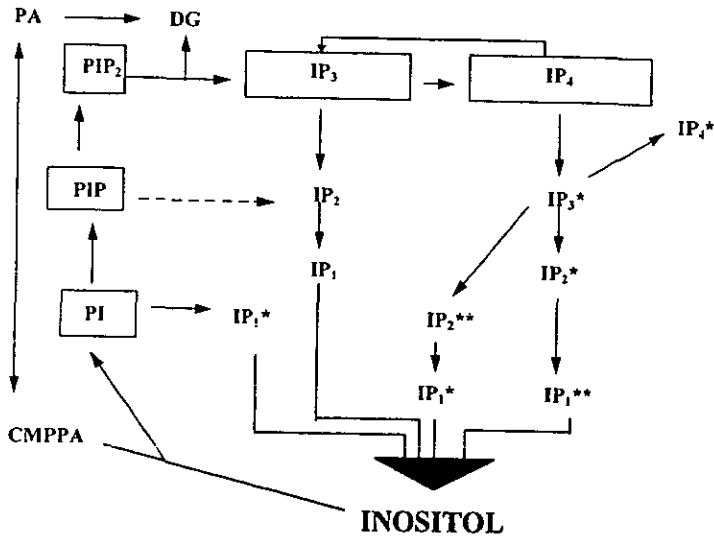 PA DG
PIP₂ IP₃ IP₄
IP₄*
PIP IP₂ IP₃*
IP₁ IP₂*
PI IP₁* IP₂**
IP₁* IP₁**
CMPPA
INOSITOL